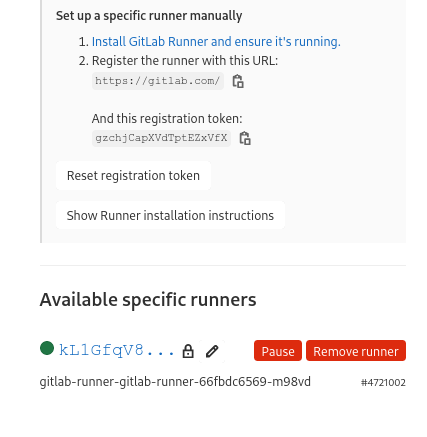 Set up a specific runner manually
1. Install GitLab Runner and ensure it's running.
2. Register the runner with this URL:
https://gitlab.com/
And this registration token:
gzchjCapXVdTptEZxVfX
Reset registration token
Show Runner installation instructions
Available specific runners
kL1GfqV8... Pause Remove runner
gitlab-runner-gitlab-runner-66fbdc6569-m98vd #4721002